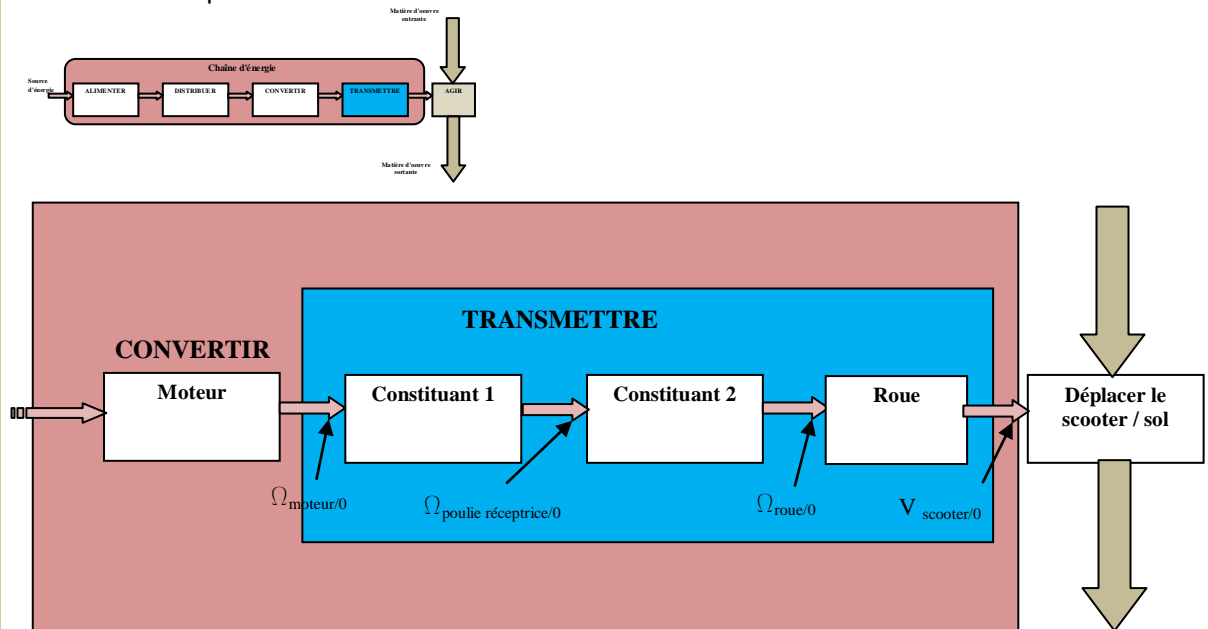 Matière d'oeuvre
entrante
Chaîne d'énergie
Source
d'énergie
ALIMENTER
DISTRIBUER
CONVERTIR
TRANSMETTRE
AGIR
Matière d'oeuvre
sortante
TRANSMETTRE
CONVERTIR
Moteur
Constituant 1
Constituant 2
Roue
Déplacer le
scooter / sol
Ωmoteur/0
Ωpoulie réceptrice/0
Ωroue/0
V scooter/0